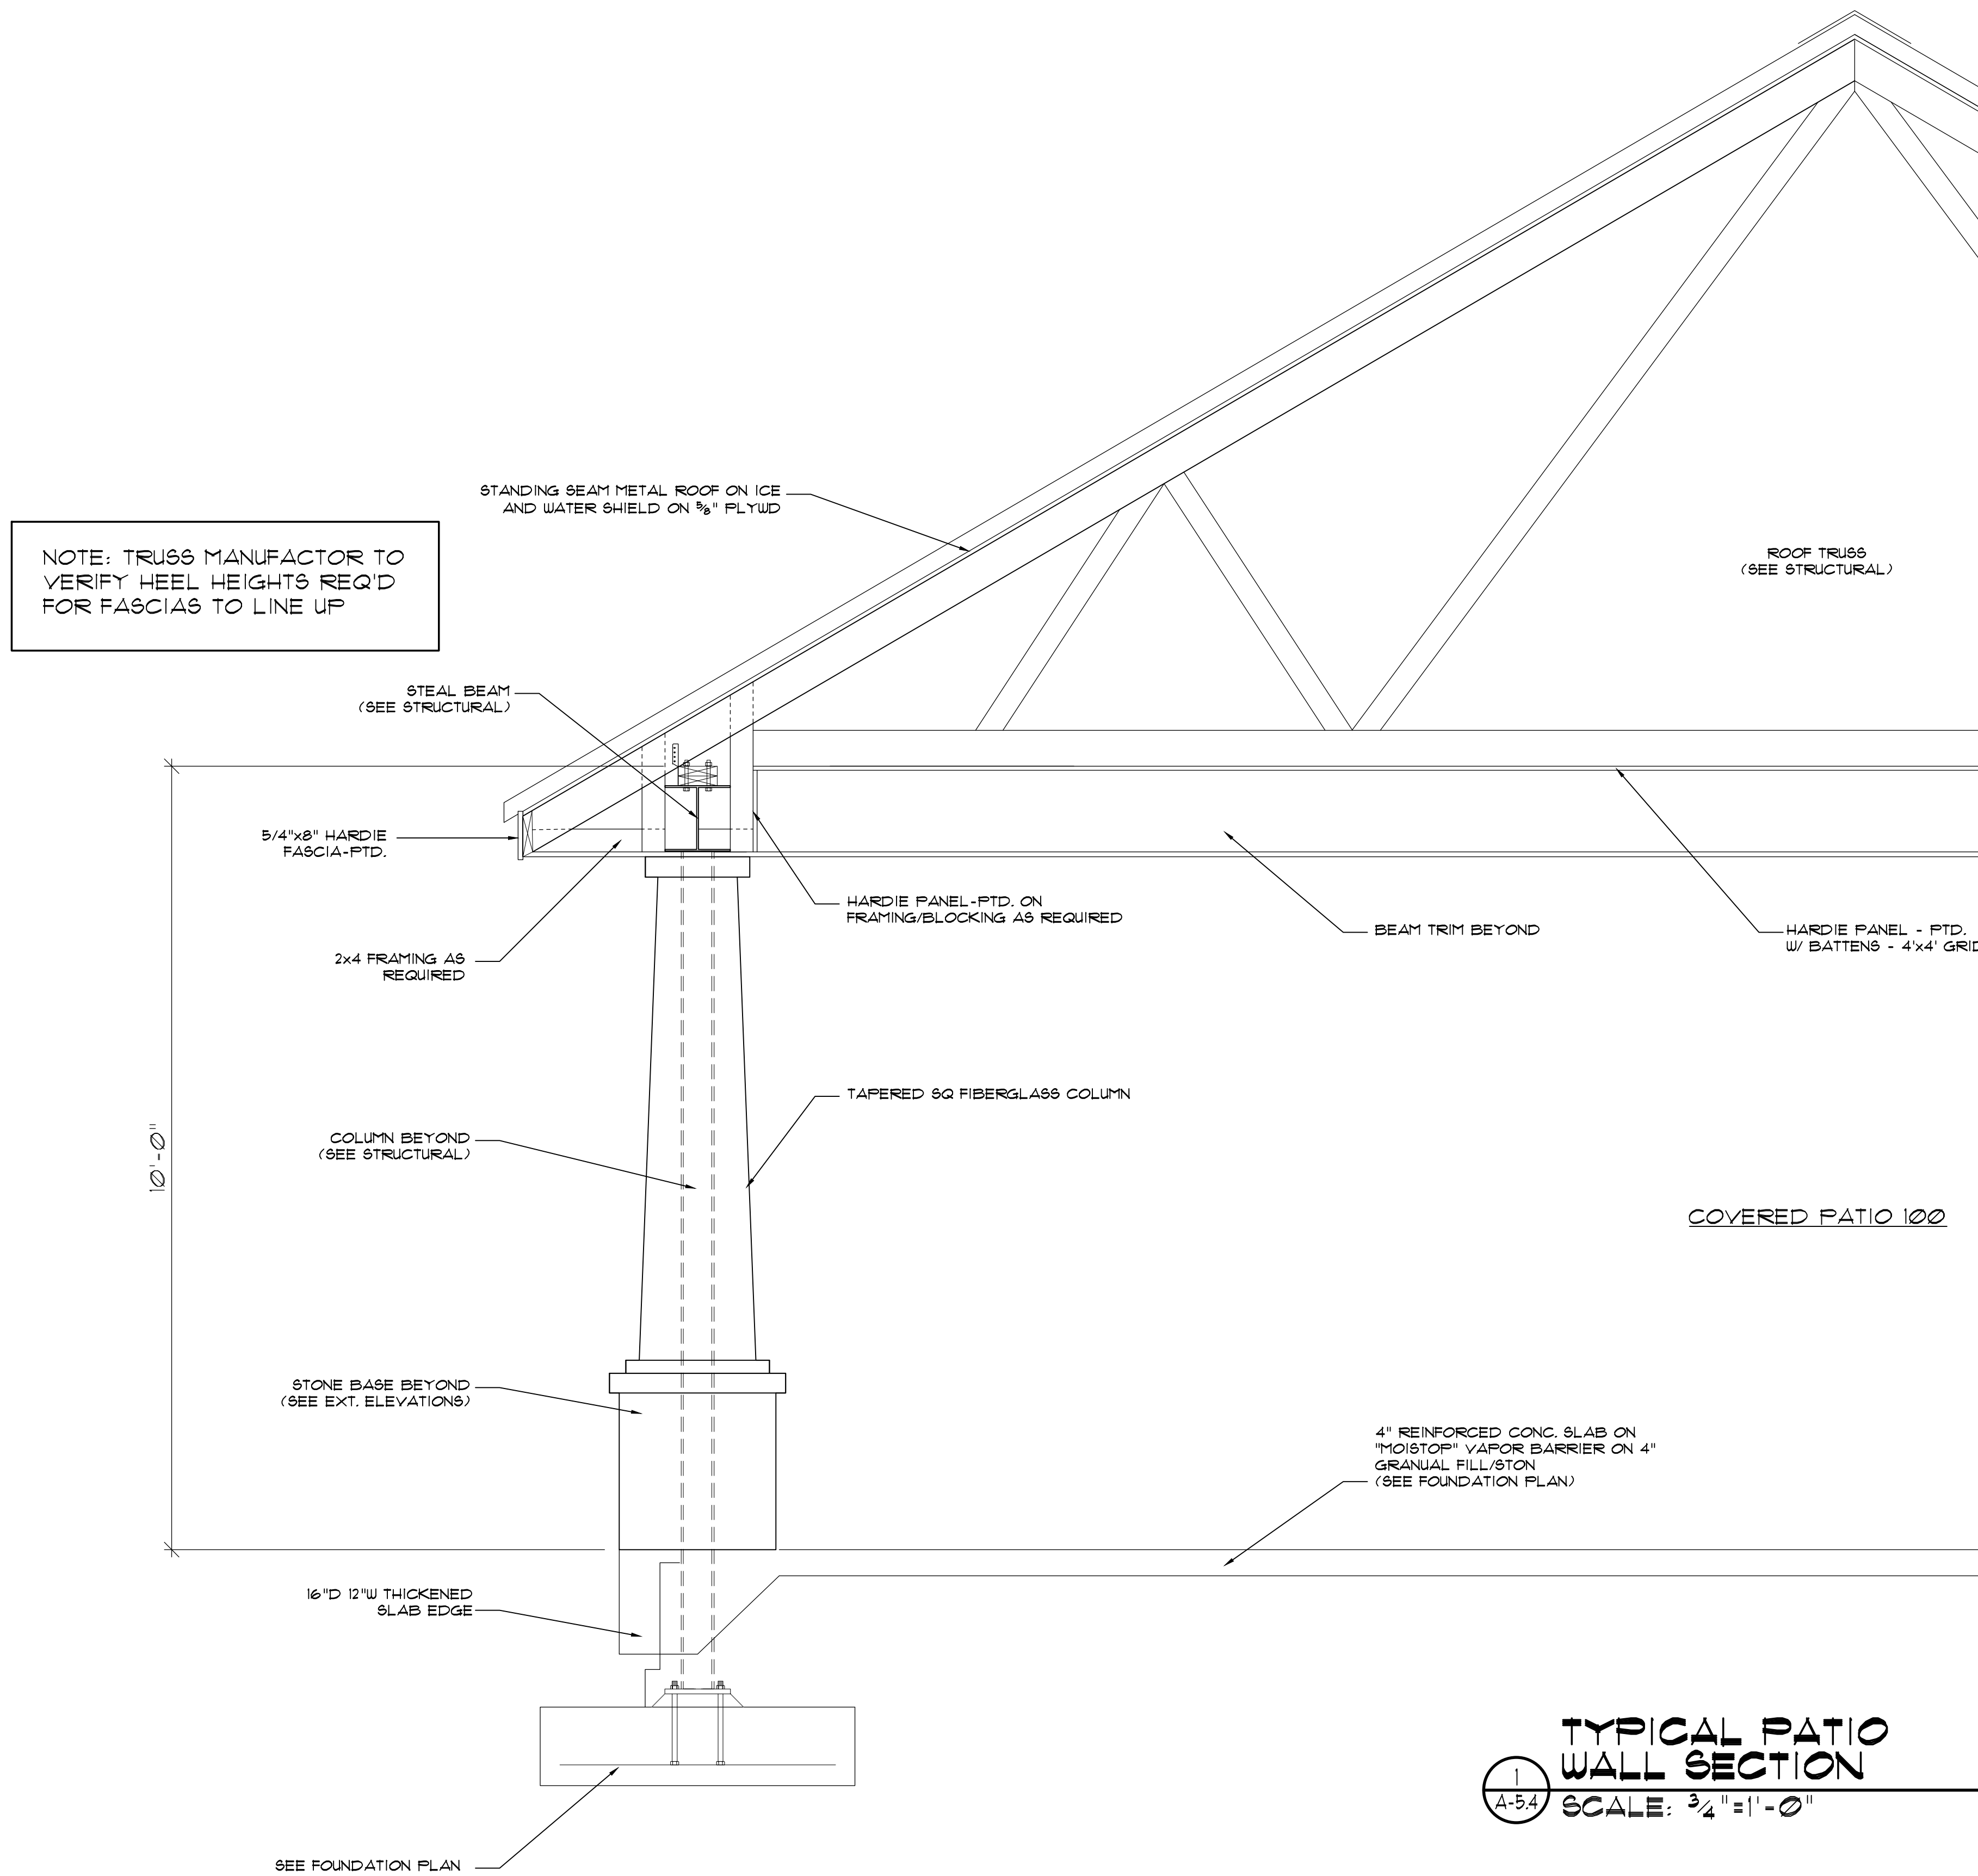 STANDING SEAM METAL ROOF ON ICE
AND WATER SHIELD ON 5/8" PLYWD
NOTE: TRUSS MANUFACTOR TO
VERIFY HEEL HEIGHTS REQ'D
FOR FASCIAS TO LINE UP
ROOF TRUSS
(SEE STRUCTURAL)
STEAL BEAM
(SEE STRUCTURAL)
5/4"x8" HARDIE
FASCIA-PTD.
HARDIE PANEL-PTD. ON
FRAMING/BLOCKING AS REQUIRED
BEAM TRIM BEYOND
HARDIE PANEL - PTD.
W/ BATTENS - 4'x4' GRID
2x4 FRAMING AS
REQUIRED
TAPERED SQ FIBERGLASS COLUMN
10'-0"
COLUMN BEYOND
(SEE STRUCTURAL)
COVERED PATIO 100
STONE BASE BEYOND
(SEE EXT. ELEVATIONS)
4" REINFORCED CONC. SLAB ON
"MOISTOP" VAPOR BARRIER ON 4"
GRANUAL FILL/STON
(SEE FOUNDATION PLAN)
16"D 12"W THICKENED
SLAB EDGE
TYPICAL PATIO
WALL SECTION
1
A-5.4
SCALE: 3/4"=1'-0"
SEE FOUNDATION PLAN